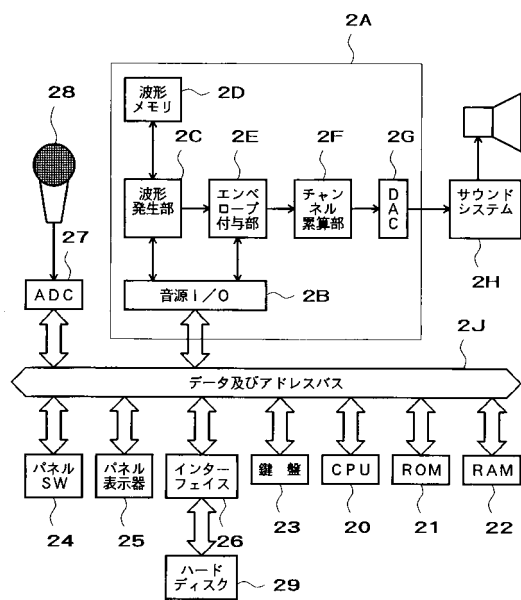 2A
28
波形
メモリ
2D
2C
2E
2F
2G
波形
発生部
エンベ
ロープ
付与部
チャン
ネル
累算部
DAC
サウンド
システム
2H
27
ADC
音源I/O
2B
2J
データ及びアドレスバス
パネル
SW
パネル
表示器
インター
フェイス
鍵盤
CPU
ROM
RAM
24
25
26
23
20
21
22
ハード
ディスク
29